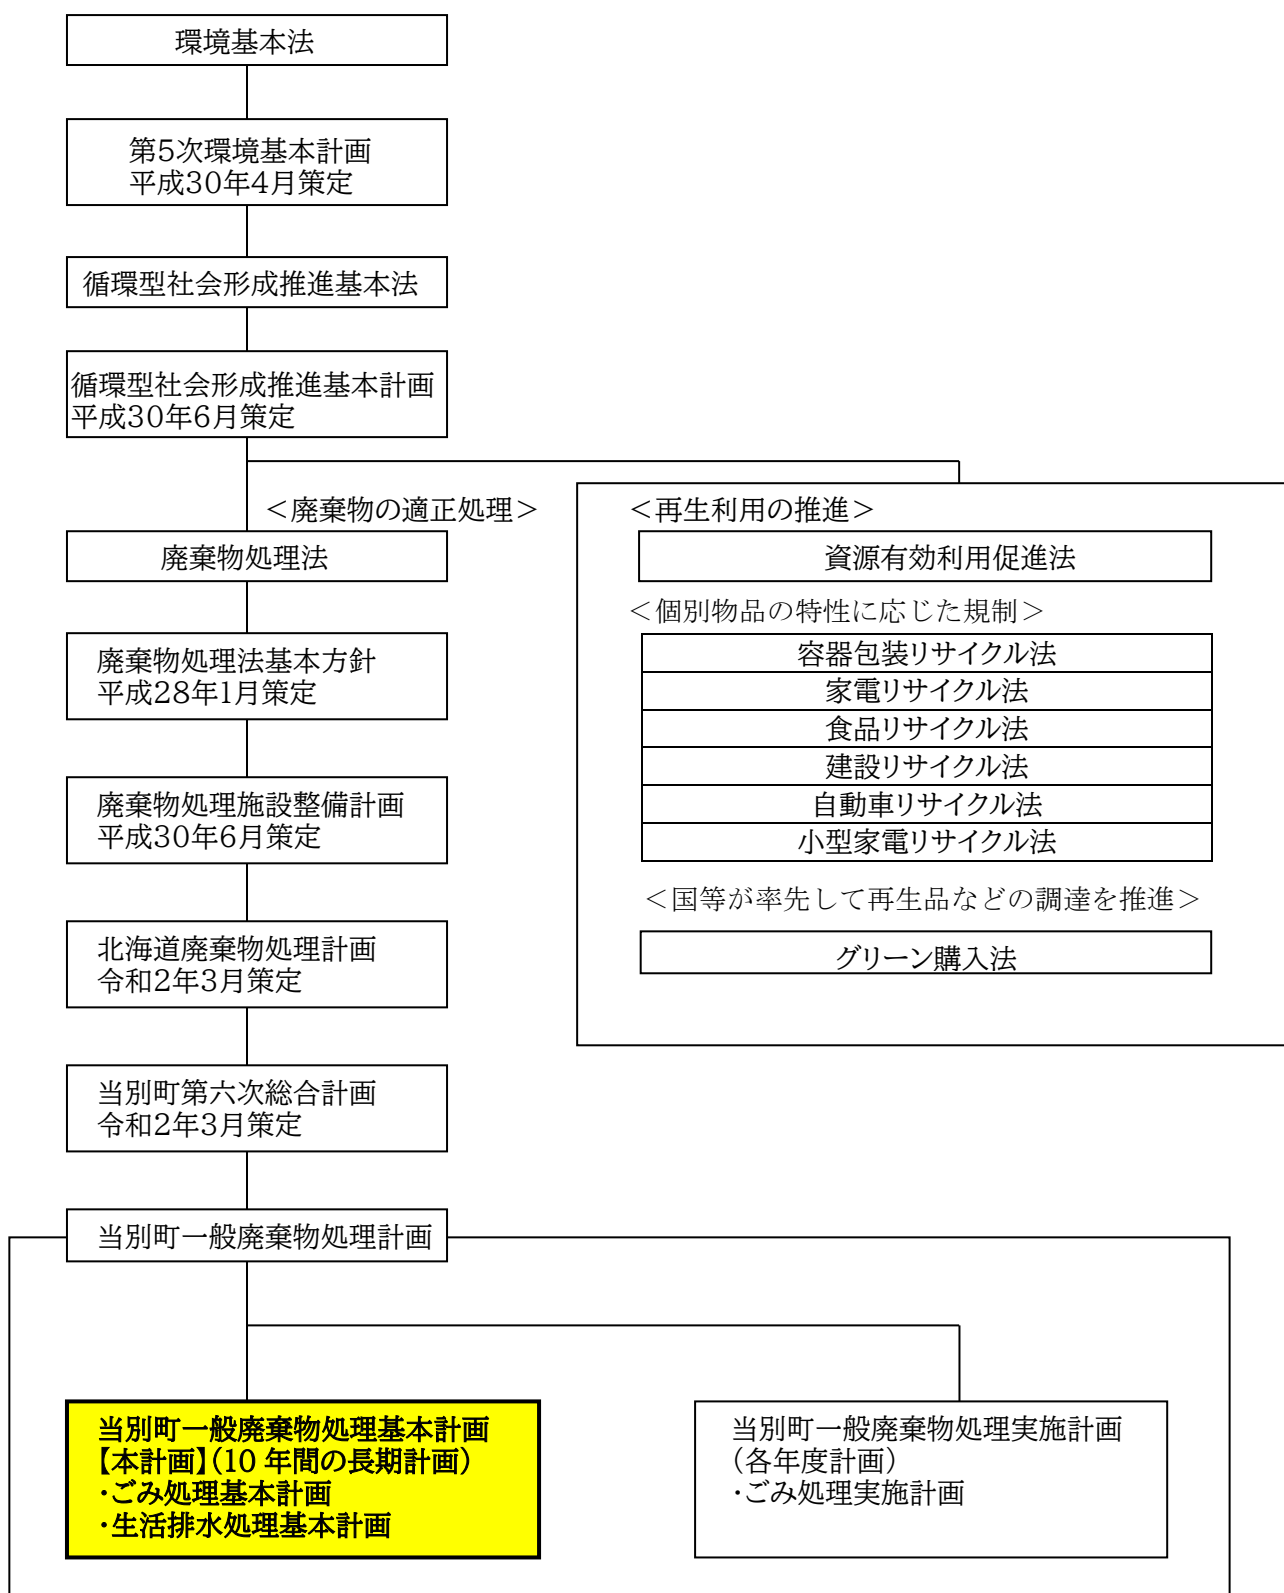 環境基本法
第5次環境基本計画
平成30年4月策定
循環型社会形成推進基本法
循環型社会形成推進基本計画
平成30年6月策定
＜廃棄物の適正処理＞
廃棄物処理法
廃棄物処理法基本方針
平成28年1月策定
廃棄物処理施設整備計画
平成30年6月策定
北海道廃棄物処理計画
令和2年3月策定
当別町第六次総合計画
令和2年3月策定
＜再生利用の推進＞
資源有効利用促進法
＜個別物品の特性に応じた規制＞
容器包装リサイクル法
家電リサイクル法
食品リサイクル法
建設リサイクル法
自動車リサイクル法
小型家電リサイクル法
＜国等が率先して再生品などの調達を推進＞
グリーン購入法
当別町一般廃棄物処理計画
当別町一般廃棄物処理基本計画
【本計画】（10 年間の長期計画）
・ごみ処理基本計画
・生活排水処理基本計画
当別町一般廃棄物処理実施計画
（各年度計画）
・ごみ処理実施計画